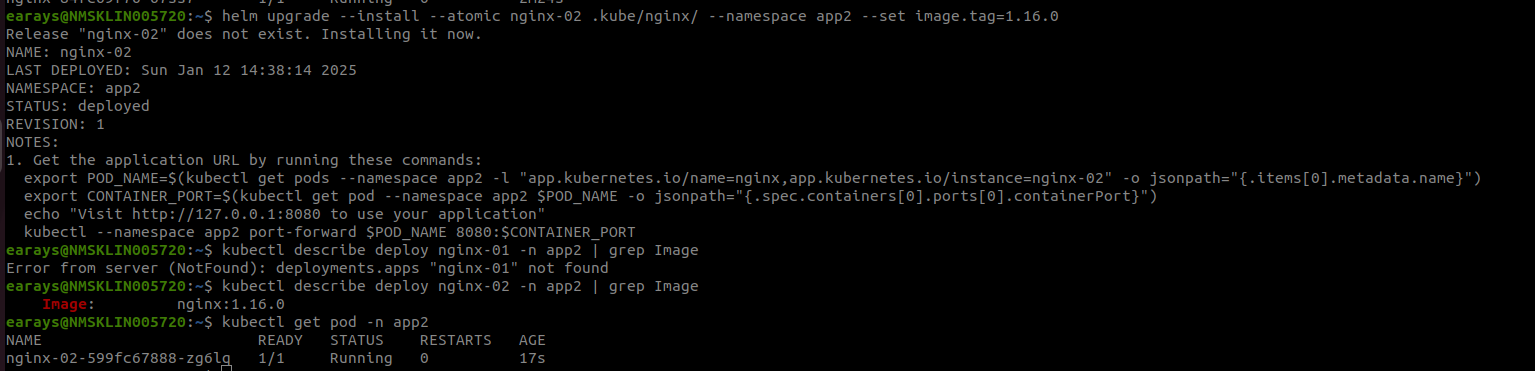 earays@NMSKLIN005720:~$ helm upgrade --install --atomic nginx-02 .kube/nginx/ --namespace app2 --set image.tag=1.16.0
Release "nginx-02" does not exist. Installing it now.
NAME: nginx-02
LAST DEPLOYED: Sun Jan 12 14:38:14 2025
NAMESPACE: app2
STATUS: deployed
REVISION: 1
NOTES:
1. Get the application URL by running these commands:
  export POD_NAME=$(kubectl get pods --namespace app2 -l "app.kubernetes.io/name=nginx,app.kubernetes.io/instance=nginx-02" -o jsonpath="{.items[0].metadata.name}")
  export CONTAINER_PORT=$(kubectl get pod --namespace app2 $POD_NAME -o jsonpath="{.spec.containers[0].ports[0].containerPort}")
  echo "Visit http://127.0.0.1:8080 to use your application"
  kubectl --namespace app2 port-forward $POD_NAME 8080:$CONTAINER_PORT
earays@NMSKLIN005720:~$ kubectl describe deploy nginx-01 -n app2 | grep Image
Error from server (NotFound): deployments.apps "nginx-01" not found
earays@NMSKLIN005720:~$ kubectl describe deploy nginx-02 -n app2 | grep Image
    Image:         nginx:1.16.0
earays@NMSKLIN005720:~$ kubectl get pod -n app2
NAME                        READY   STATUS    RESTARTS   AGE
nginx-02-599fc67888-zg6lq   1/1     Running   0          17s